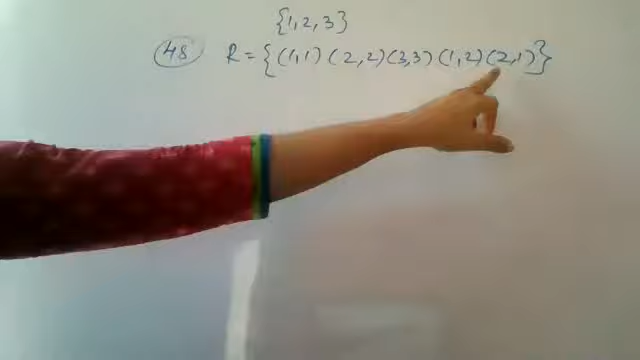 {1, 2, 3}
48 R = {(1,1) (2,2) (3,3) (1,2) (2,1)}